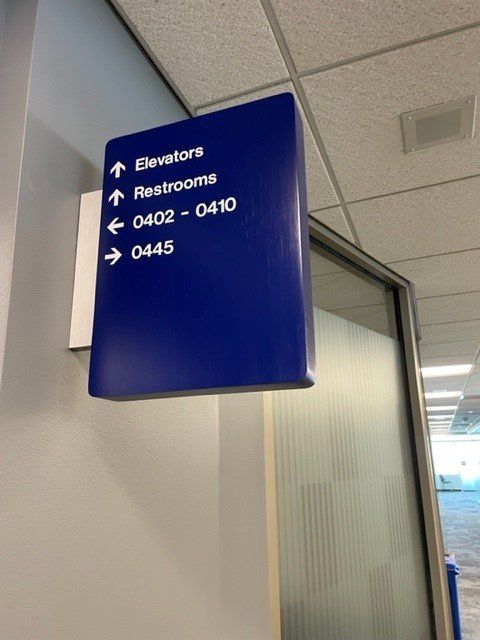 ↑ Elevators
↑ Restrooms
← 0402 - 0410
→ 0445